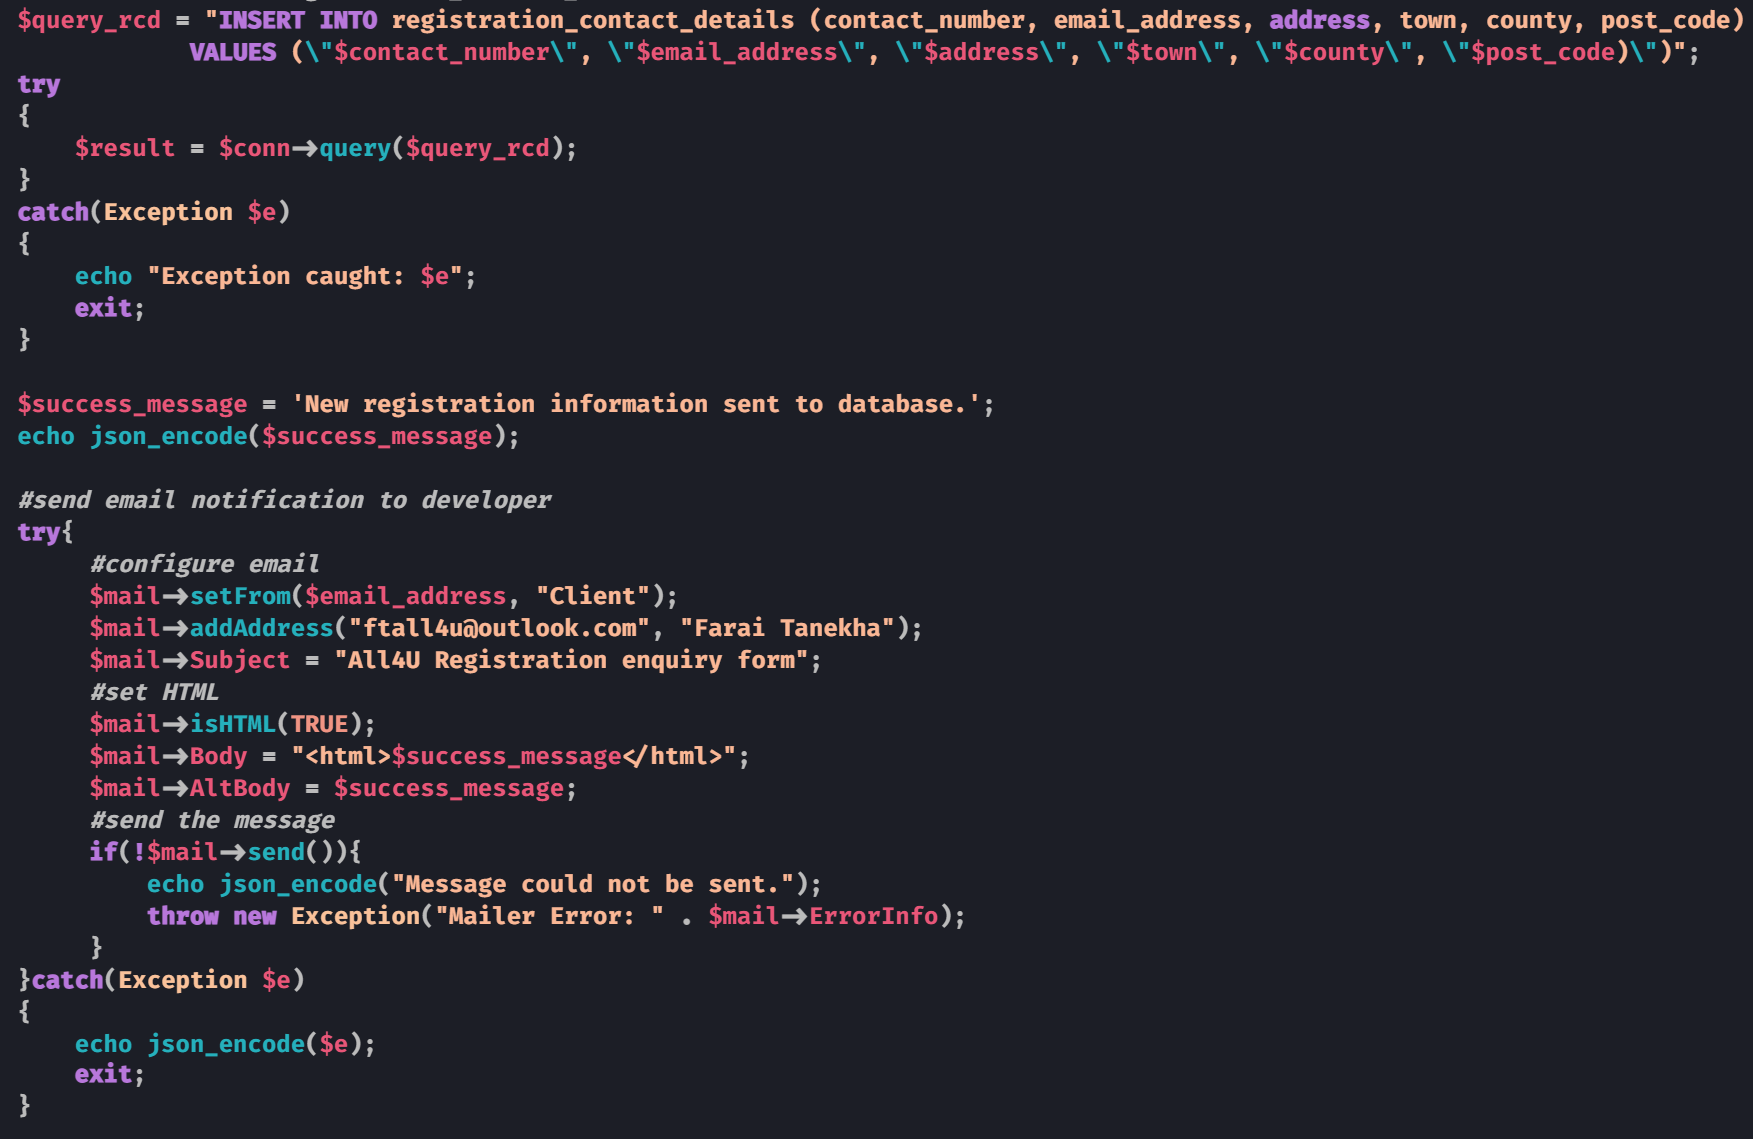 $query_rcd = "INSERT INTO registration_contact_details (contact_number, email_address, address, town, county, post_code)
            VALUES (\"$contact_number\", \"$email_address\", \"$address\", \"$town\", \"$county\", \"$post_code)\")";
try
{
    $result = $conn->query($query_rcd);
}
catch(Exception $e)
{
    echo "Exception caught: $e";
    exit;
}

$success_message = 'New registration information sent to database.';
echo json_encode($success_message);

#send email notification to developer
try{
     #configure email
     $mail->setFrom($email_address, "Client");
     $mail->addAddress("ftall4u@outlook.com", "Farai Tanekha");
     $mail->Subject = "All4U Registration enquiry form";
     #set HTML
     $mail->isHTML(TRUE);
     $mail->Body = "<html>$success_message</html>";
     $mail->AltBody = $success_message;
     #send the message
     if(!$mail->send()){
         echo json_encode("Message could not be sent.");
         throw new Exception("Mailer Error: " . $mail->ErrorInfo);
     }
}catch(Exception $e)
{
    echo json_encode($e);
    exit;
}